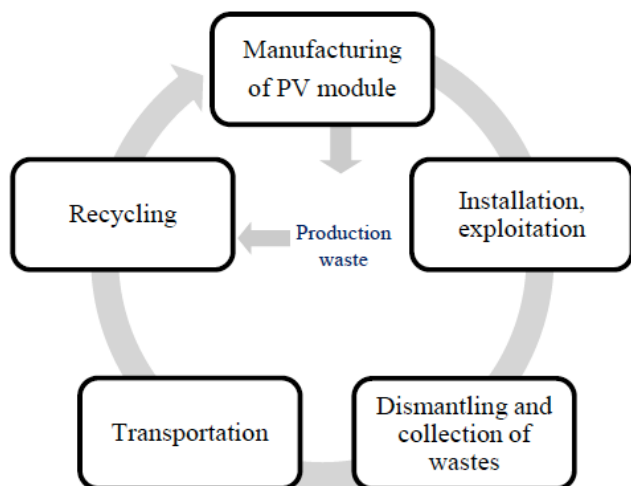 Manufacturing
of PV module
Installation,
exploitation
Dismantling and
collection of
wastes
Transportation
Recycling
Production
waste